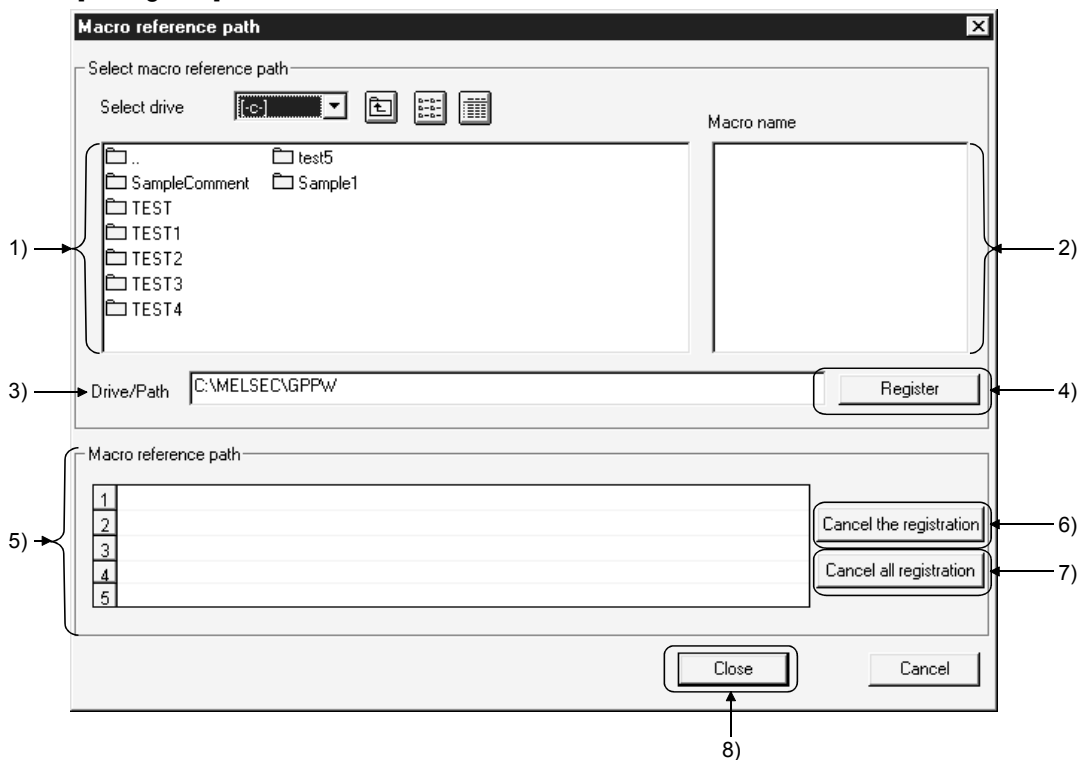 Macro reference path
Select macro reference path
Select drive [-c-]
Macro name
.. test5
SampleComment Sample1
TEST
TEST1
1) 2)
TEST2
TEST3
TEST4
3) Drive/Path C:\MELSEC\GPPW Register 4)
Macro reference path
1
2 Cancel the registration 6)
5) 3
4 Cancel all registration 7)
5
Close Cancel
8)